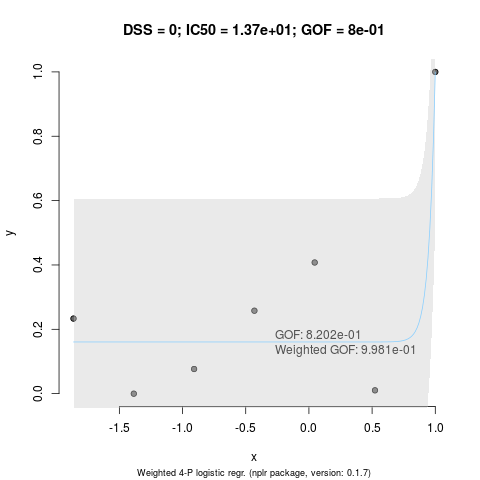 DSS = 0; IC50 = 1.37e+01; GOF = 8e-01
1.0
0.8
0.6
y
0.4
0.2
0.0
GOF: 8.202e-01
Weighted GOF: 9.981e-01
-1.5 -1.0 -0.5 0.0 0.5 1.0
x
Weighted 4-P logistic regr. (nplr package, version: 0.1.7)